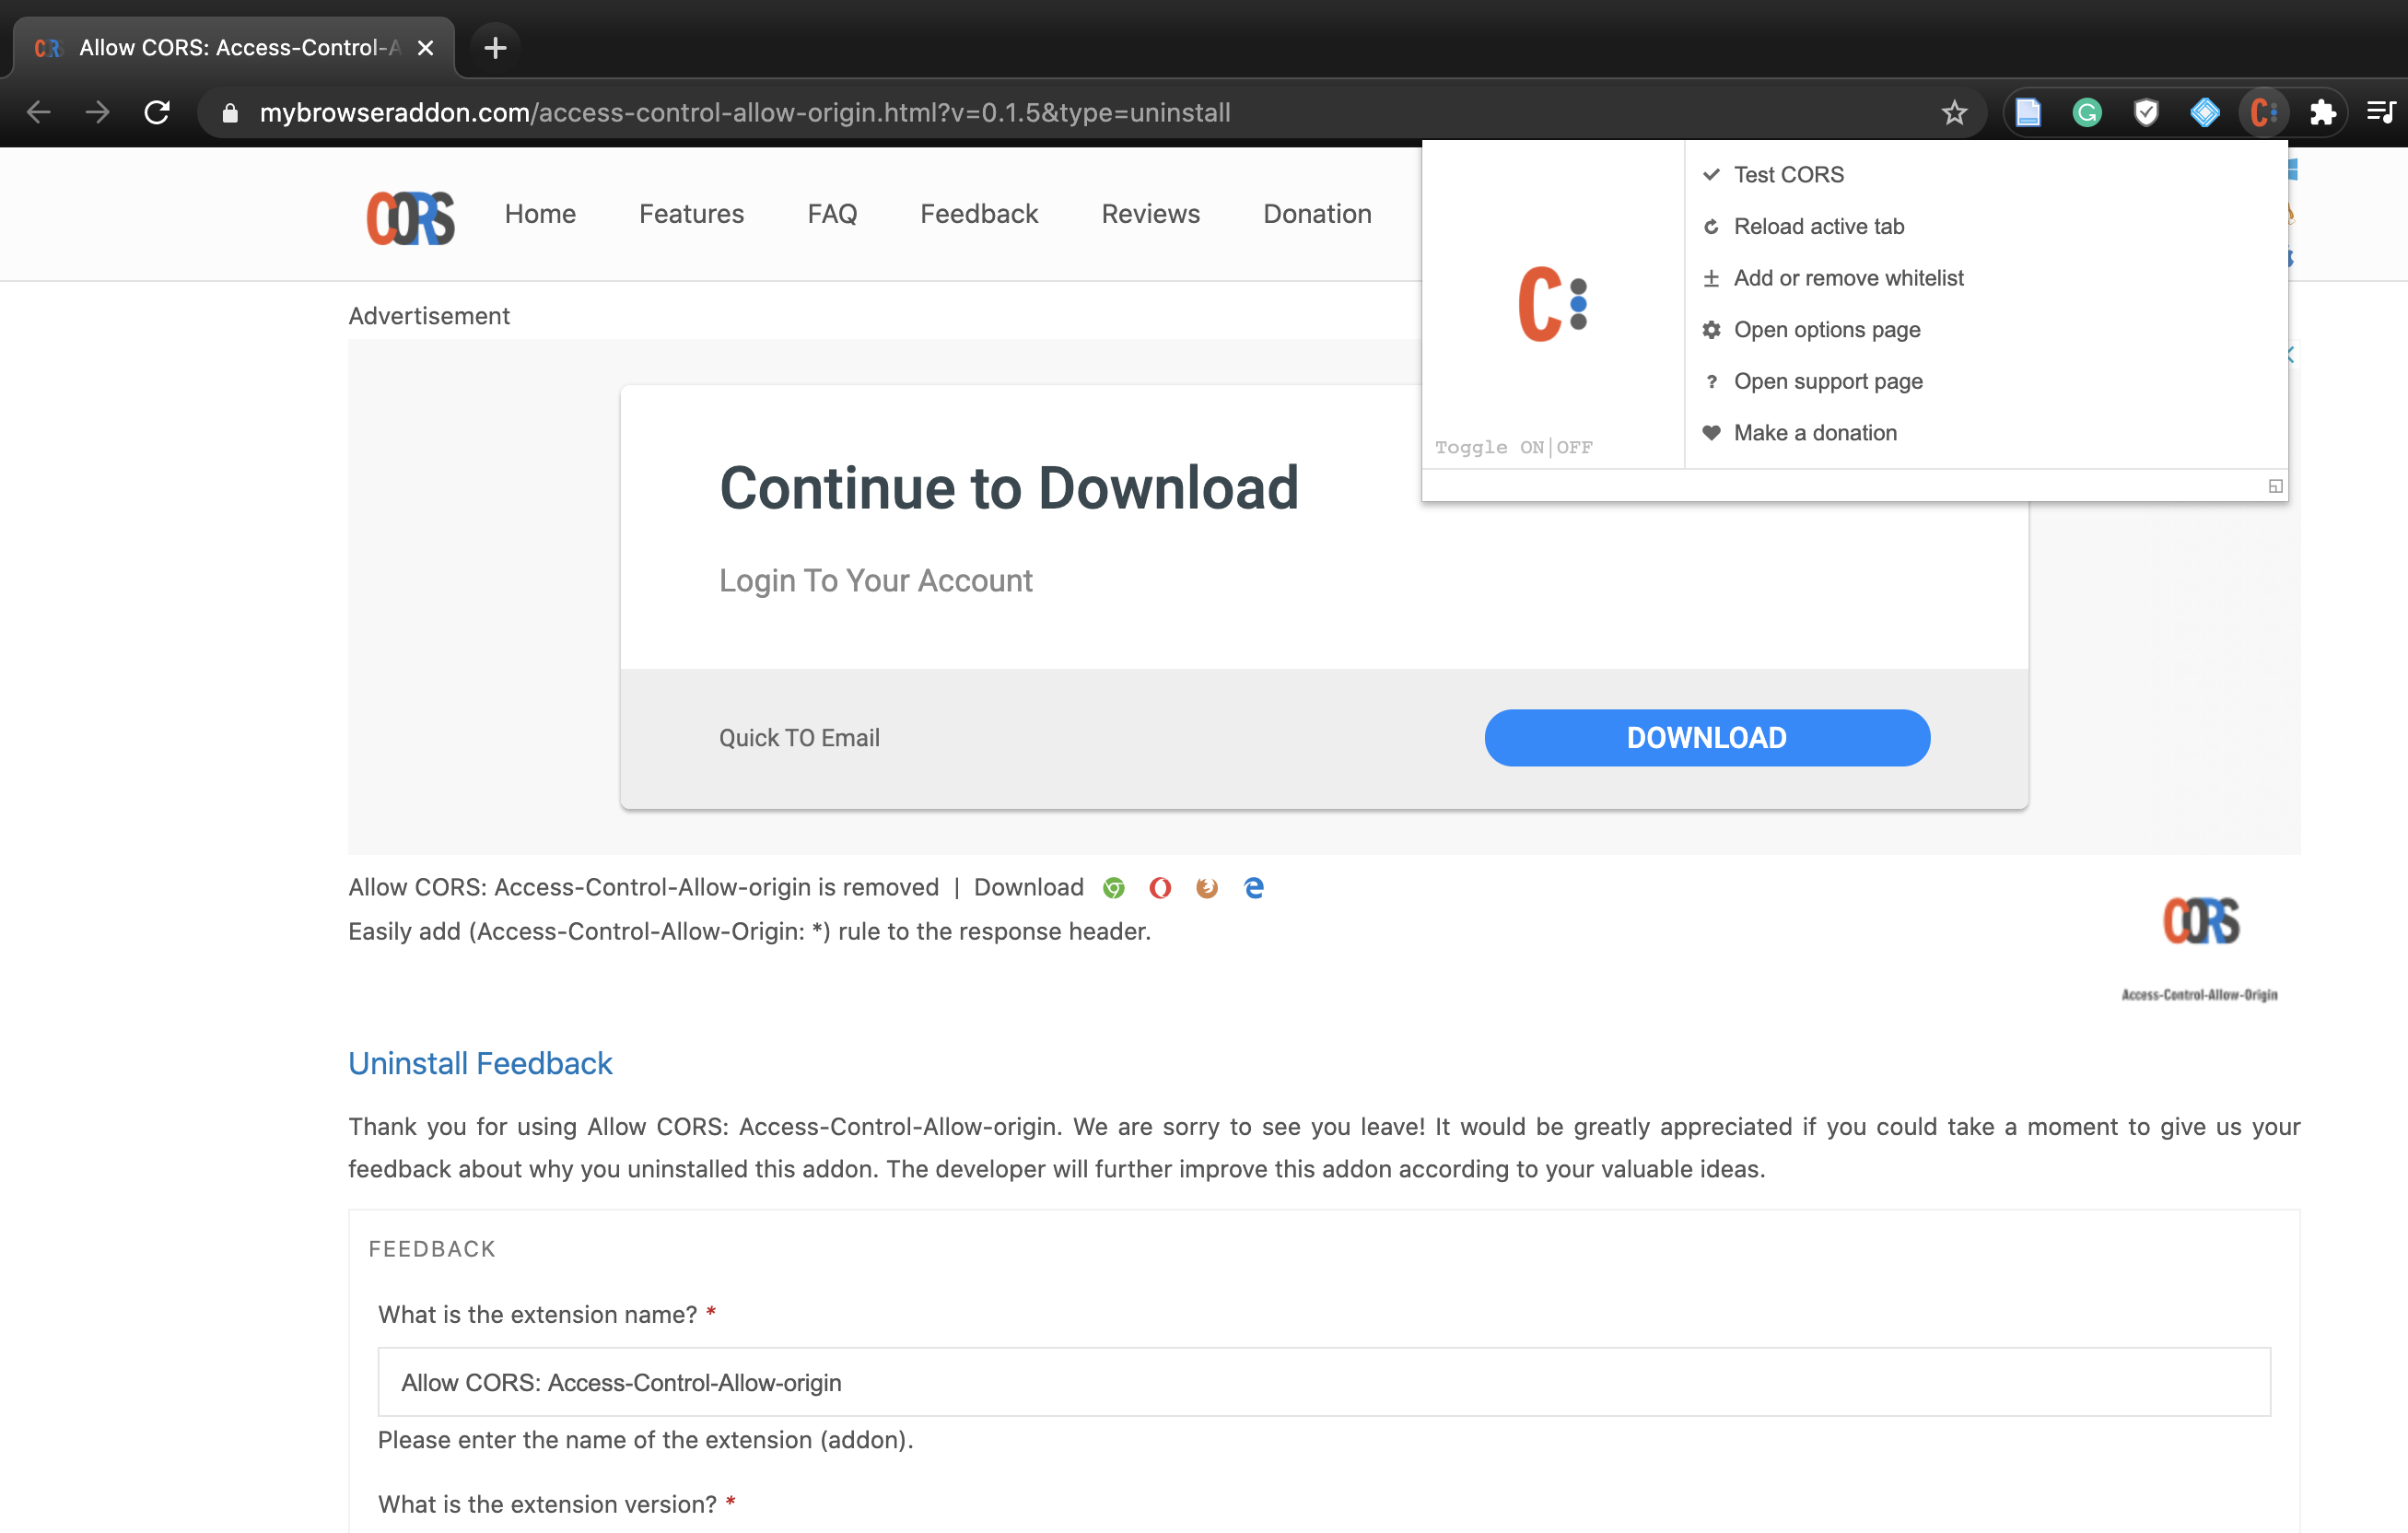 Allow CORS: Access-Control-A
mybrowseraddon.com/access-control-allow-origin.html?v=0.1.5&type=uninstall
CORS
Home
Features
FAQ
Feedback
Reviews
Donation
Test CORS
Reload active tab
Add or remove whitelist
Open options page
Open support page
Make a donation
C
Toggle ON|OFF
Advertisement
Continue to Download
Login To Your Account
Quick TO Email
DOWNLOAD
Allow CORS: Access-Control-Allow-origin is removed | Download
Easily add (Access-Control-Allow-Origin: *) rule to the response header.
CORS
Access-Control-Allow-Origin
Uninstall Feedback
Thank you for using Allow CORS: Access-Control-Allow-origin. We are sorry to see you leave! It would be greatly appreciated if you could take a moment to give us your
feedback about why you uninstalled this addon. The developer will further improve this addon according to your valuable ideas.
FEEDBACK
What is the extension name? *
Allow CORS: Access-Control-Allow-origin
Please enter the name of the extension (addon).
What is the extension version? *